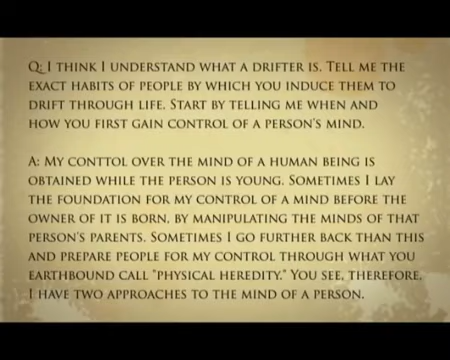 Q: I THINK I UNDERSTAND WHAT A DRIFTER IS. TELL ME THE
EXACT HABITS OF PEOPLE BY WHICH YOU INDUCE THEM TO
DRIFT THROUGH LIFE. START BY TELLING ME WHEN AND
HOW YOU FIRST GAIN CONTROL OF A PERSON'S MIND.
A: MY CONTTOL OVER THE MIND OF A HUMAN BEING IS
OBTAINED WHILE THE PERSON IS YOUNG. SOMETIMES I LAY
THE FOUNDATION FOR MY CONTROL OF A MIND BEFORE THE
OWNER OF IT IS BORN, BY MANIPULATING THE MINDS OF THAT
PERSON'S PARENTS. SOMETIMES I GO FURTHER BACK THAN THIS
AND PREPARE PEOPLE FOR MY CONTROL THROUGH WHAT YOU
EARTHBOUND CALL "PHYSICAL HEREDITY." YOU SEE, THEREFORE,
I HAVE TWO APPROACHES TO THE MIND OF A PERSON.